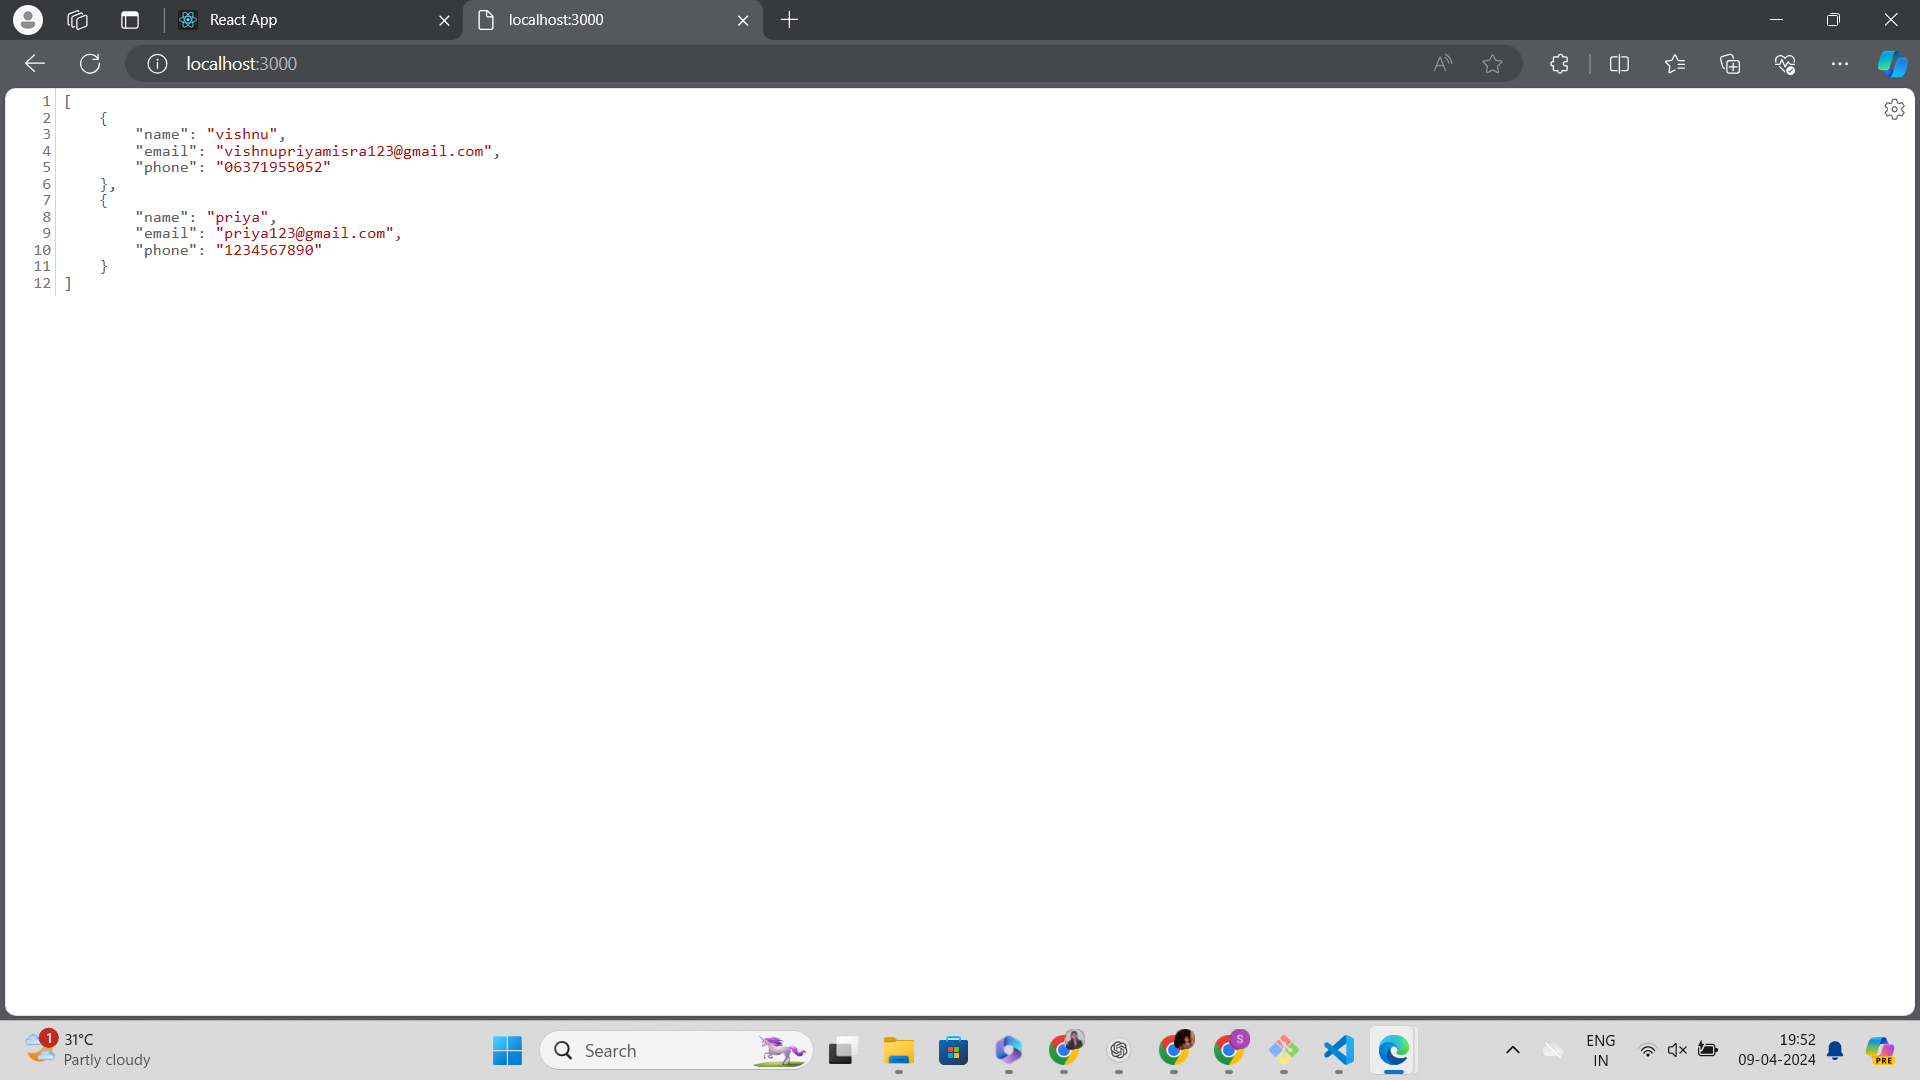 React App
localhost:3000
localhost:3000
1 [
2 {
3 "name": "vishnu",
4 "email": "vishnupriyamisra123@gmail.com",
5 "phone": "06371955052"
6 },
7 {
8 "name": "priya",
9 "email": "priya123@gmail.com",
10 "phone": "1234567890"
11 }
12 ]
1
31°C
Partly cloudy
Search
S
ENG
IN
19:52
09-04-2024
PRE